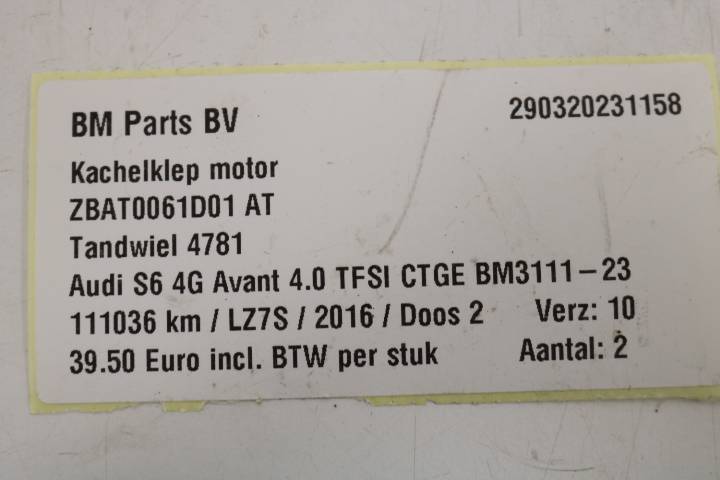 BM Parts BV 290320231158
Kachelklep motor
ZBAT0061D01 AT
Tandwiel 4781
Audi S6 4G Avant 4.0 TFSI CTGE BM3111-23
111036 km / LZ7S / 2016 / Doos 2 Verz: 10
39.50 Euro incl. BTW per stuk Aantal: 2